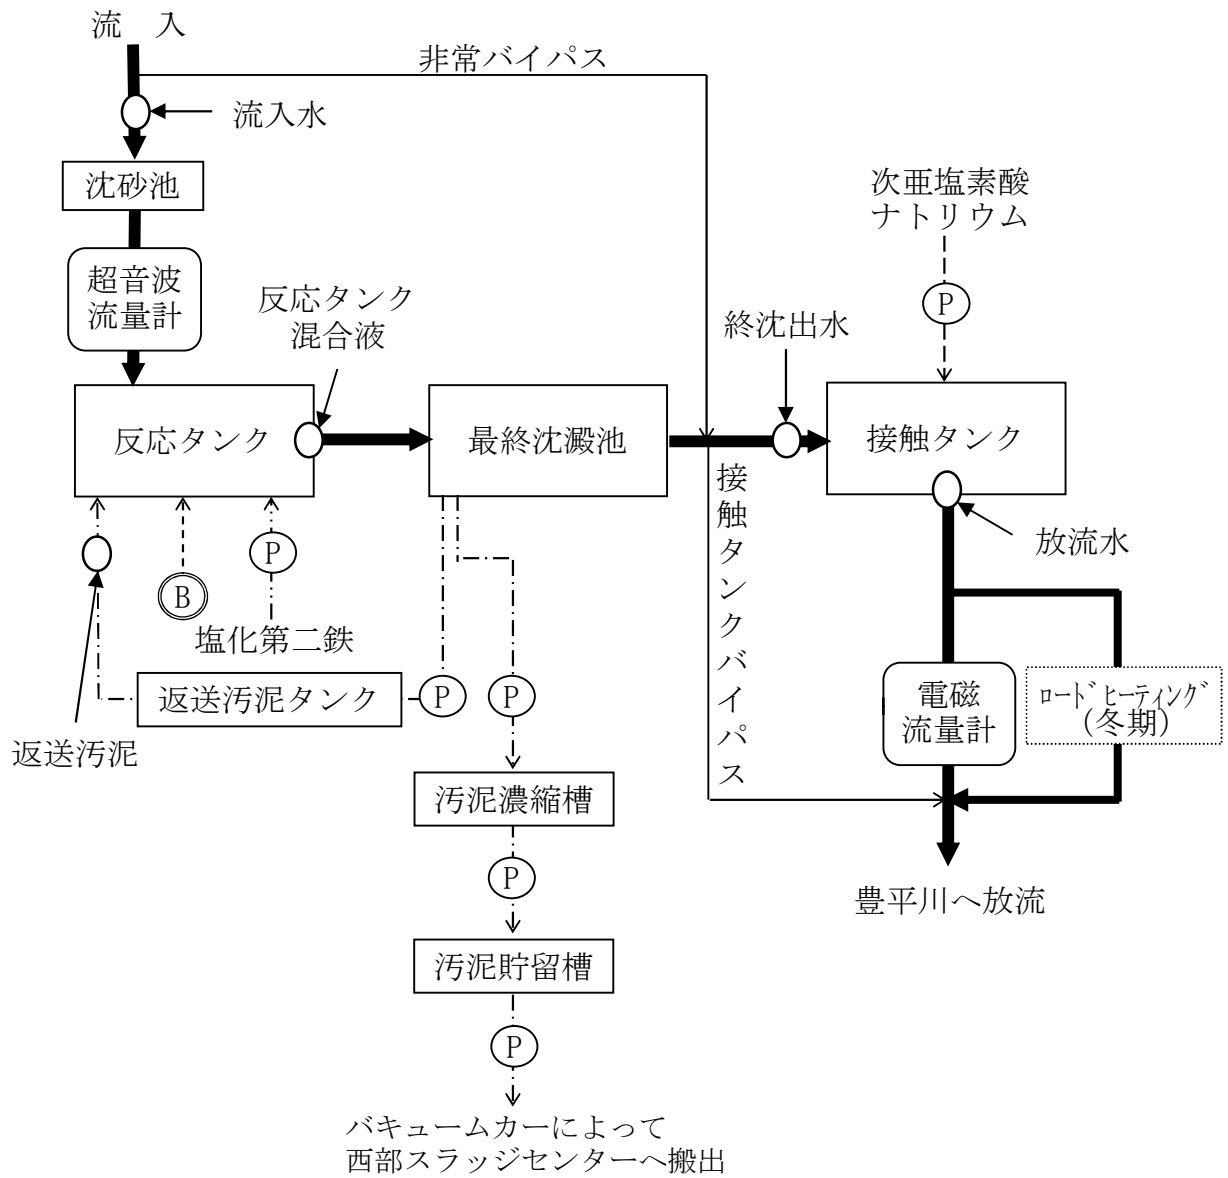 流　入
非常バイパス
流入水
沈砂池
次亜塩素酸
ナトリウム
超音波
流量計
反応タンク
混合液
P
終沈出水
反応タンク
最終沈澱池
接触タンク
接触タンクバイパス
放流水
P
B
塩化第二鉄
返送汚泥タンク
P
P
電磁
流量計
ﾛｰﾄﾞﾋｰﾃｨﾝｸﾞ
(冬期)
返送汚泥
汚泥濃縮槽
P
豊平川へ放流
汚泥貯留槽
P
バキュームカーによって
西部スラッジセンターへ搬出